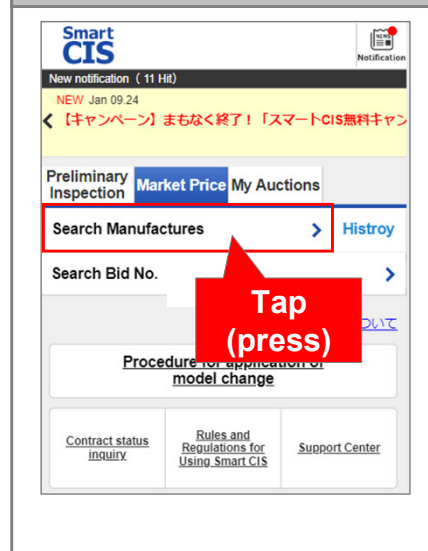 Smart
CIS
NEWS
Notification
New notification（ 11 Hit）
NEW Jan 09.24
【キャンペーン】まもなく終了！「スマートCIS無料キャン
Preliminary
Inspection
Market Price
My Auctions
Search Manufactures
Histroy
Search Bid No.
Tap
(press)
ついて
Procedure for application of
model change
Contract status
inquiry
Rules and
Regulations for
Using Smart CIS
Support Center